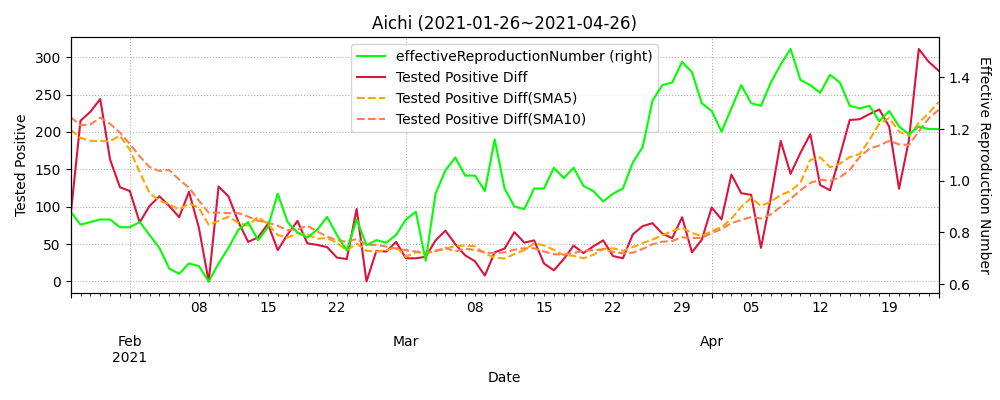 Aichi (2021-01-26~2021-04-26)
effectiveReproductionNumber (right)
Tested Positive Diff
Tested Positive Diff(SMA5)
Tested Positive Diff(SMA10)
Tested Positive
300
250
200
150
100
50
0
Effective Reproduction Number
1.4
1.2
1.0
0.8
0.6
08 15 22 08 15 22 29 05 12 19
Feb Mar Apr
2021
Date